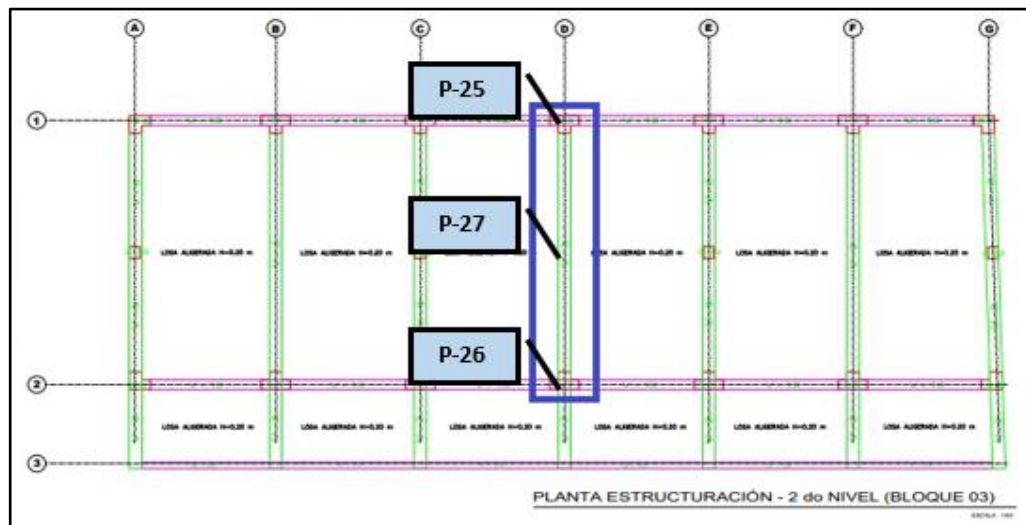 A B C D E F G
P-25
1
P-27
LOSA ALIGERADA H=0.20 m LOSA ALIGERADA H=0.20 m LOSA ALIGERADA H=0.20 m LOSA ALIGERADA H=0.20 m LOSA ALIGERADA H=0.20 m
P-26
2
LOSA ALIGERADA H=0.20 m LOSA ALIGERADA H=0.20 m LOSA ALIGERADA H=0.20 m LOSA ALIGERADA H=0.20 m LOSA ALIGERADA H=0.20 m LOSA ALIGERADA H=0.20 m
3
PLANTA ESTRUCTURACIÓN - 2 do NIVEL (BLOQUE 03)